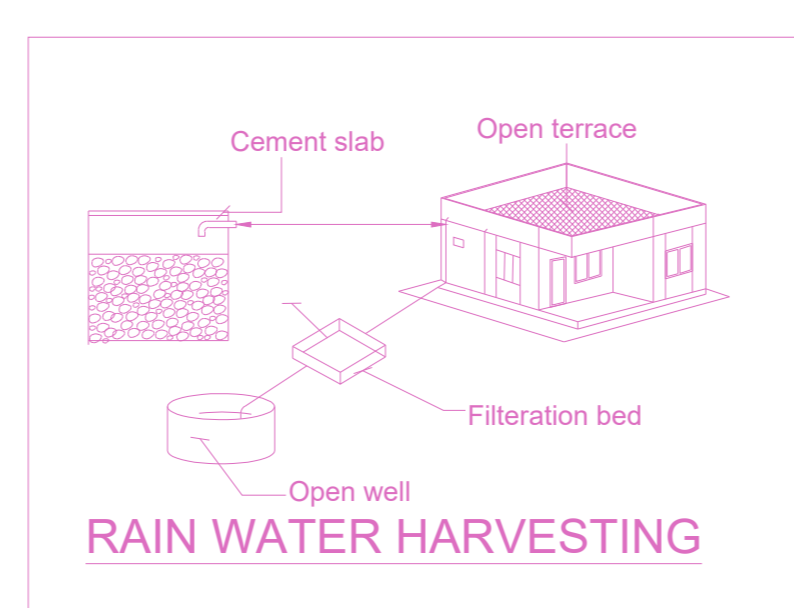 Open terrace
Cement slab
Filteration bed
Open well
RAIN WATER HARVESTING